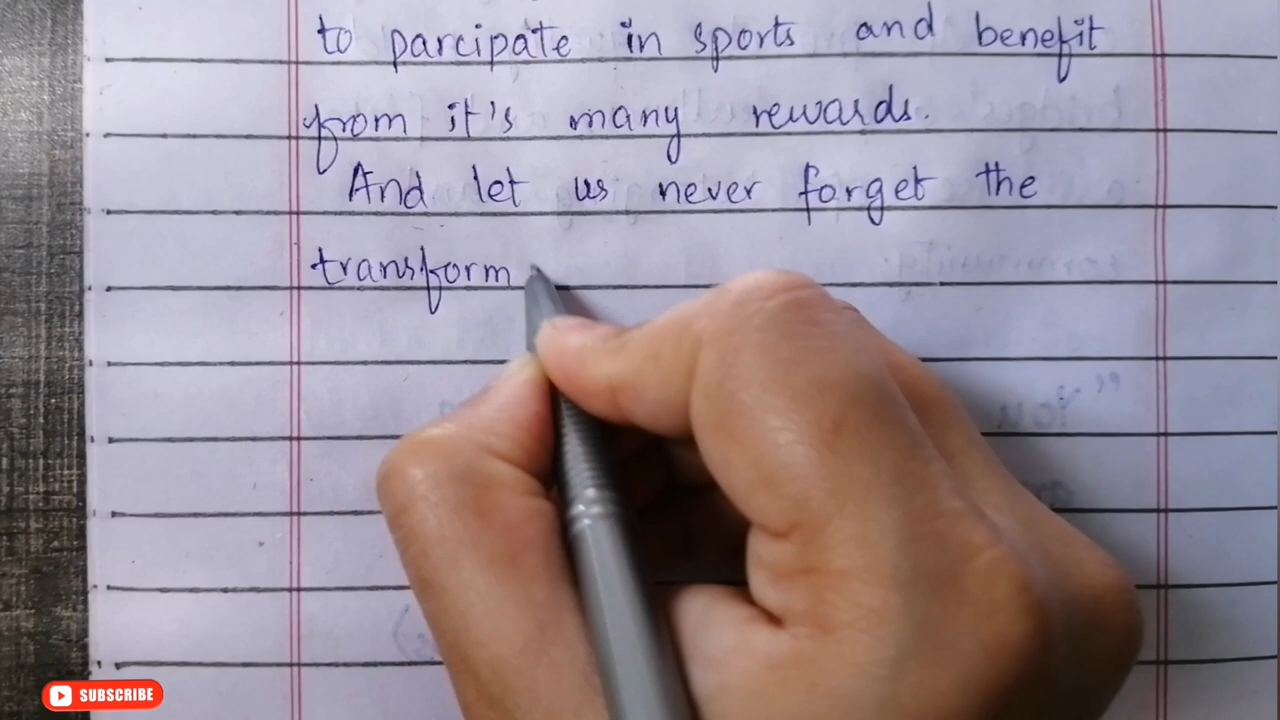 to parcipate in sports and benefit
from it's many rewards.
And let us never forget the
transform
SUBSCRIBE